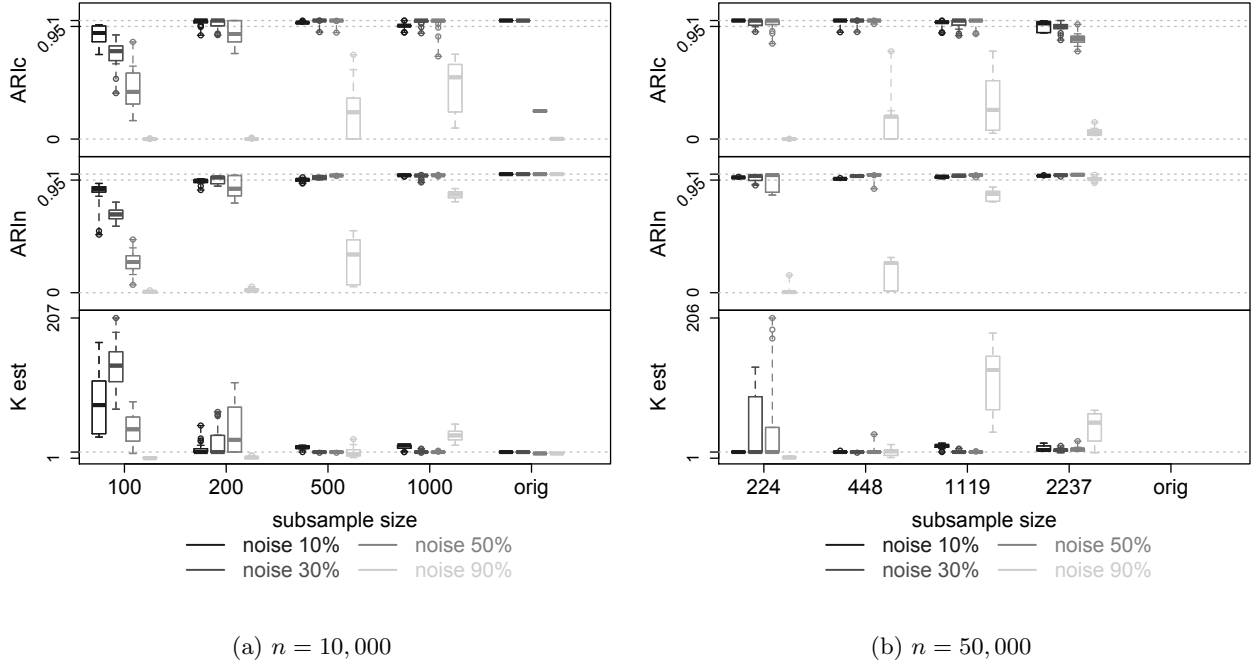 ARIc
0.95
1
0
ARIn
0.95
1
0
K est
207
1
100 200 500 1000 orig
subsample size
noise 10% noise 50%
noise 30% noise 90%
(a) n = 10,000
ARIc
0.95
1
0
ARIn
0.95
1
0
K est
206
1
224 448 1119 2237 orig
subsample size
noise 10% noise 50%
noise 30% noise 90%
(b) n = 50,000